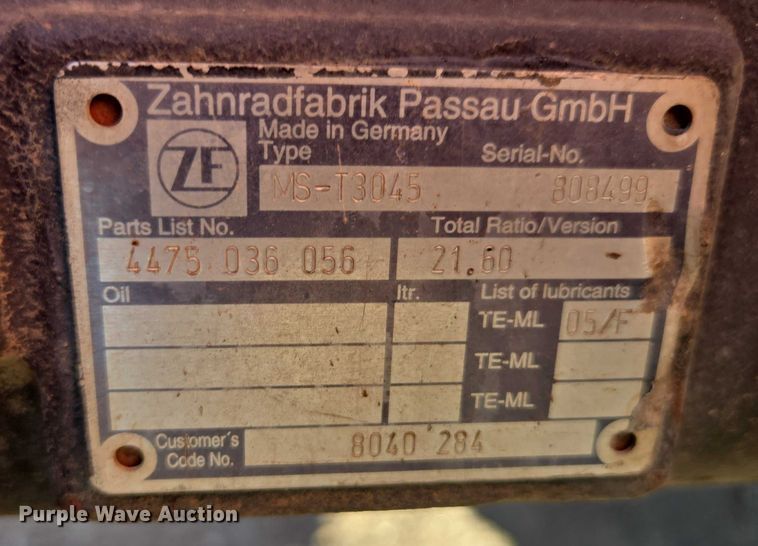 Zahnradfabrik Passau GmbH
ZF
Made in Germany
Type Serial-No.
MS-T3045 808499
Parts List No. Total Ratio/Version
4475 036 056 21.60
Oil ltr. List of lubricants
TE-ML 05/F
TE-ML
TE-ML
Customer's
Code No. 8040 284
Purple Wave Auction